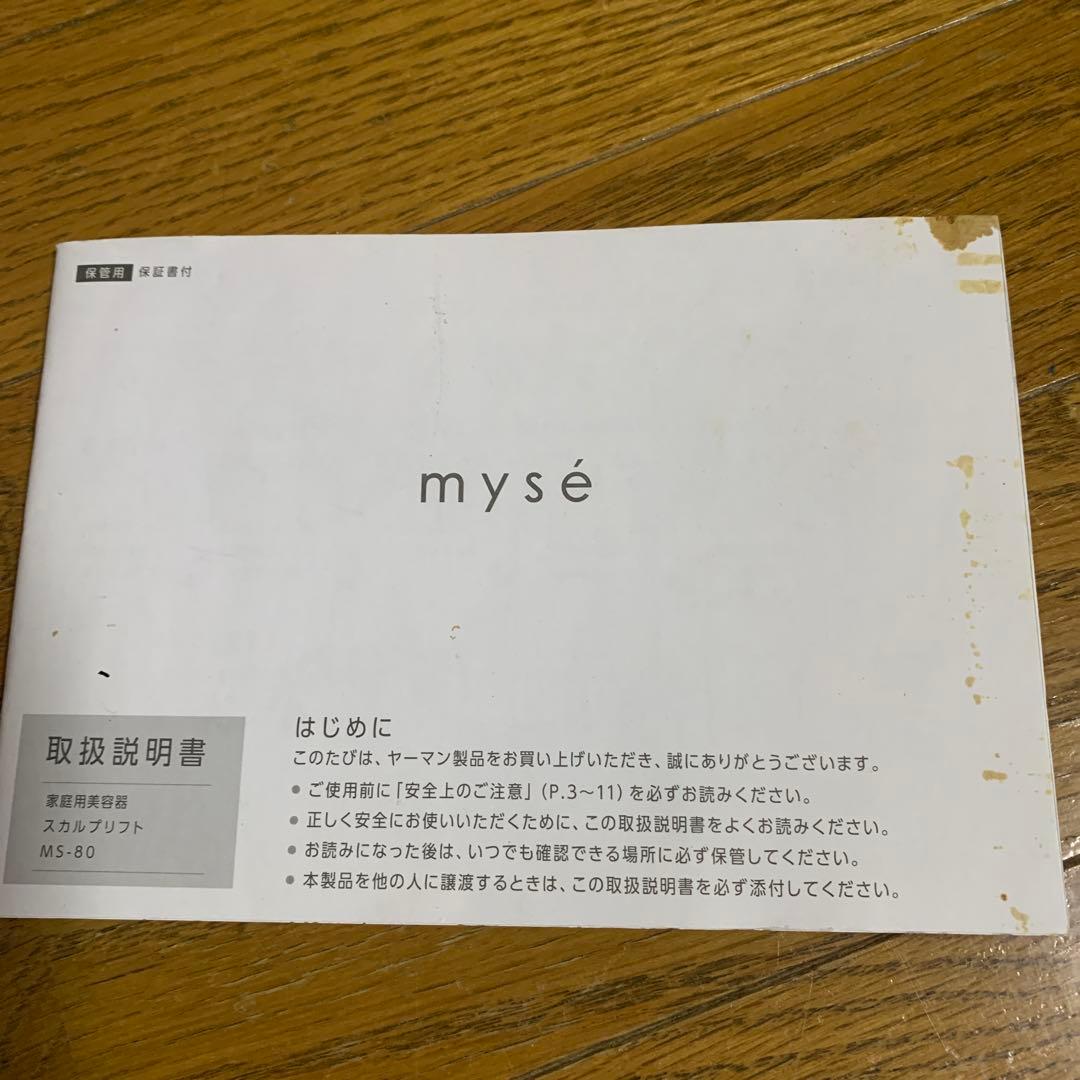 保管用 保証書付
mysé
取扱説明書
家庭用美容器
スカルプリフト
MS-80
はじめに
このたびは、ヤーマン製品をお買い上げいただき、誠にありがとうございます。
● ご使用前に「安全上のご注意」（P.3～11）を必ずお読みください。
● 正しく安全にお使いいただくために、この取扱説明書をよくお読みください。
● お読みになった後は、いつでも確認できる場所に必ず保管してください。
● 本製品を他の人に譲渡するときは、この取扱説明書を必ず添付してください。